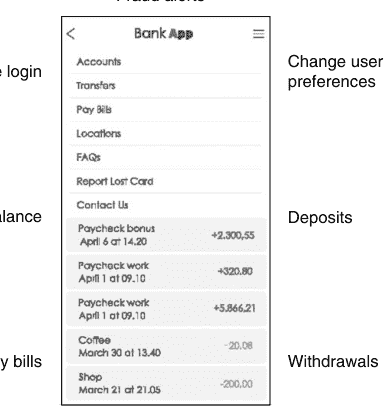 Bank App
Accounts
Transfers
Pay Bills
Locations
FAQs
Report Lost Card
Contact Us
Paycheck bonus
April 6 at 14.20
+2.300,55
Paycheck work
April 1 at 09.10
+320.80
Paycheck work
April 1 at 09.10
+5.866,21
Coffee
March 30 at 13.40
-20.08
Shop
March 21 at 21.05
-200.00
login
bills
Change user
preferences
Deposits
Withdrawals